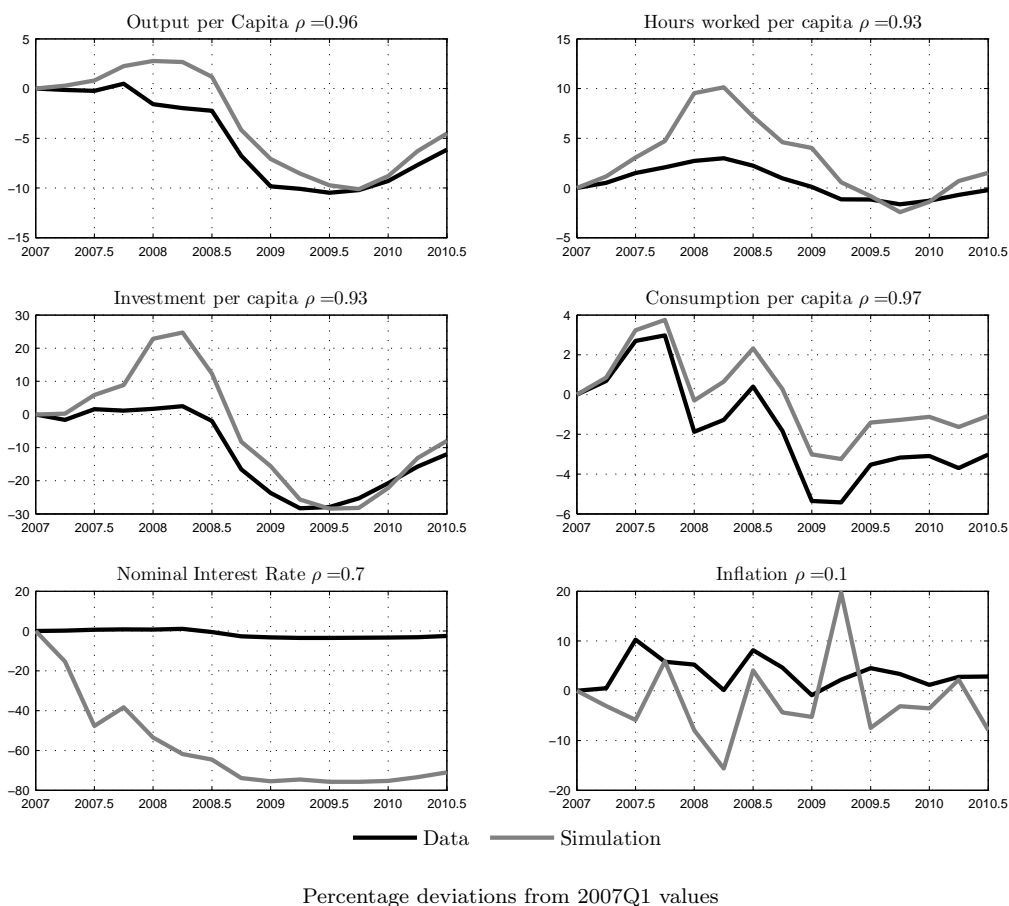 Output per Capita ρ =0.96
5
0
−5
−10
−15
2007 2007.5 2008 2008.5 2009 2009.5 2010 2010.5
Hours worked per capita ρ =0.93
15
10
5
0
−5
2007 2007.5 2008 2008.5 2009 2009.5 2010 2010.5
Investment per capita ρ =0.93
30
20
10
0
−10
−20
−30
2007 2007.5 2008 2008.5 2009 2009.5 2010 2010.5
Consumption per capita ρ =0.97
4
2
0
−2
−4
−6
2007 2007.5 2008 2008.5 2009 2009.5 2010 2010.5
Nominal Interest Rate ρ =0.7
20
0
−20
−40
−60
−80
2007 2007.5 2008 2008.5 2009 2009.5 2010 2010.5
Inflation ρ =0.1
20
10
0
−10
−20
2007 2007.5 2008 2008.5 2009 2009.5 2010 2010.5
Data Simulation
Percentage deviations from 2007Q1 values